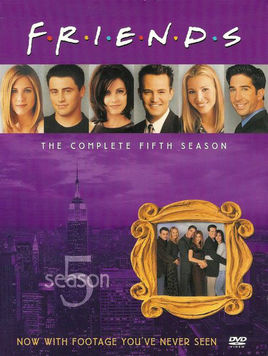 F·R·I·E·N·D·S
THE COMPLETE FIFTH SEASON
5
season
NOW WITH FOOTAGE YOU'VE NEVER SEEN
DVD
VIDEO